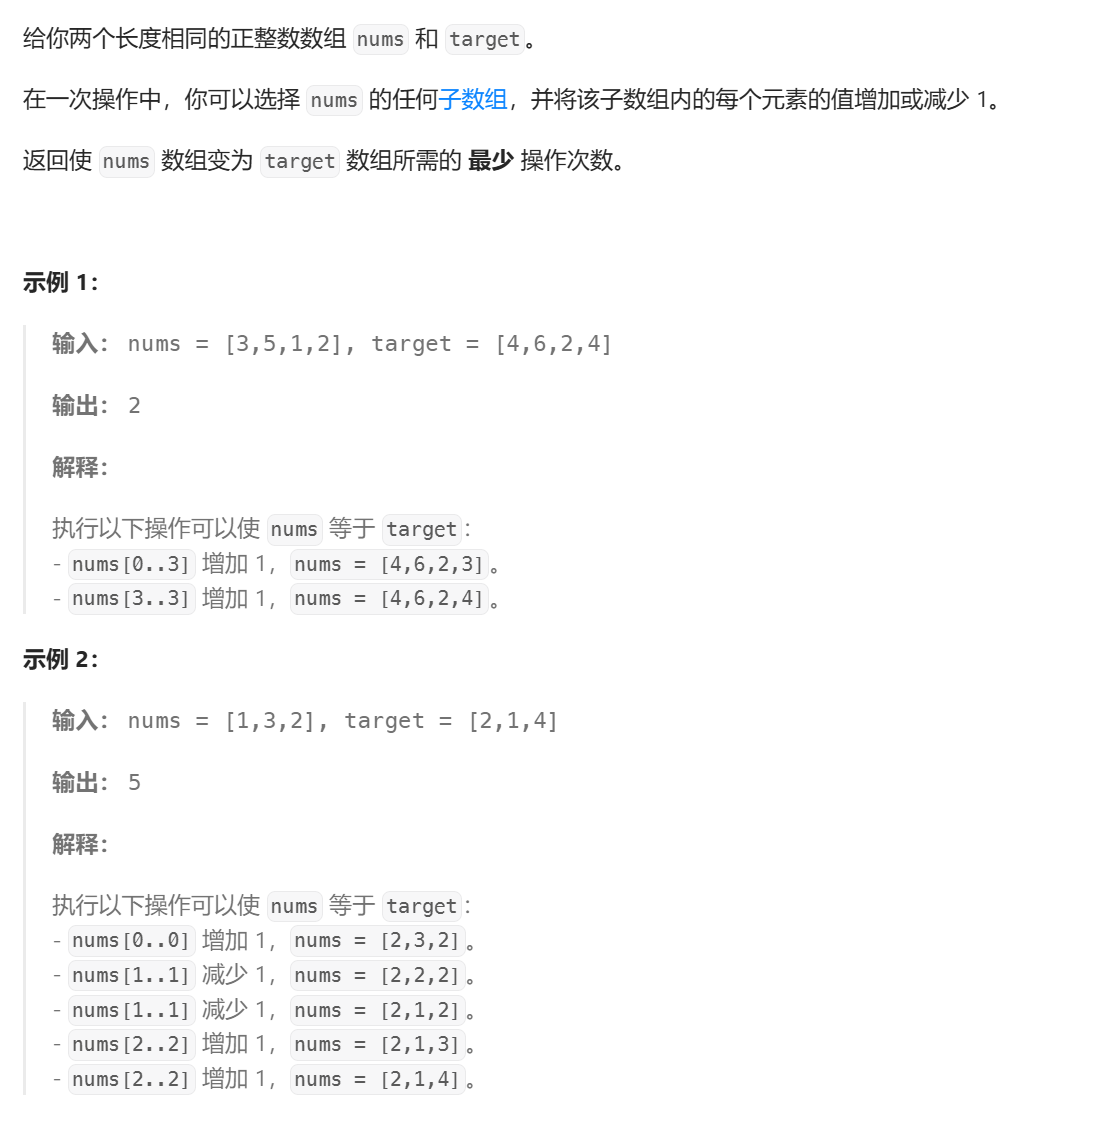 给你两个长度相同的正整数数组 nums 和 target。
在一次操作中，你可以选择 nums 的任何子数组，并将该子数组内的每个元素的值增加或减少 1。
返回使 nums 数组变为 target 数组所需的 最少 操作次数。
示例 1：
输入： nums = [3,5,1,2], target = [4,6,2,4]
输出： 2
解释：
执行以下操作可以使 nums 等于 target：
- nums[0..3] 增加 1，nums = [4,6,2,3]。
- nums[3..3] 增加 1，nums = [4,6,2,4]。
示例 2：
输入： nums = [1,3,2], target = [2,1,4]
输出： 5
解释：
执行以下操作可以使 nums 等于 target：
- nums[0..0] 增加 1，nums = [2,3,2]。
- nums[1..1] 减少 1，nums = [2,2,2]。
- nums[1..1] 减少 1，nums = [2,1,2]。
- nums[2..2] 增加 1，nums = [2,1,3]。
- nums[2..2] 增加 1，nums = [2,1,4]。